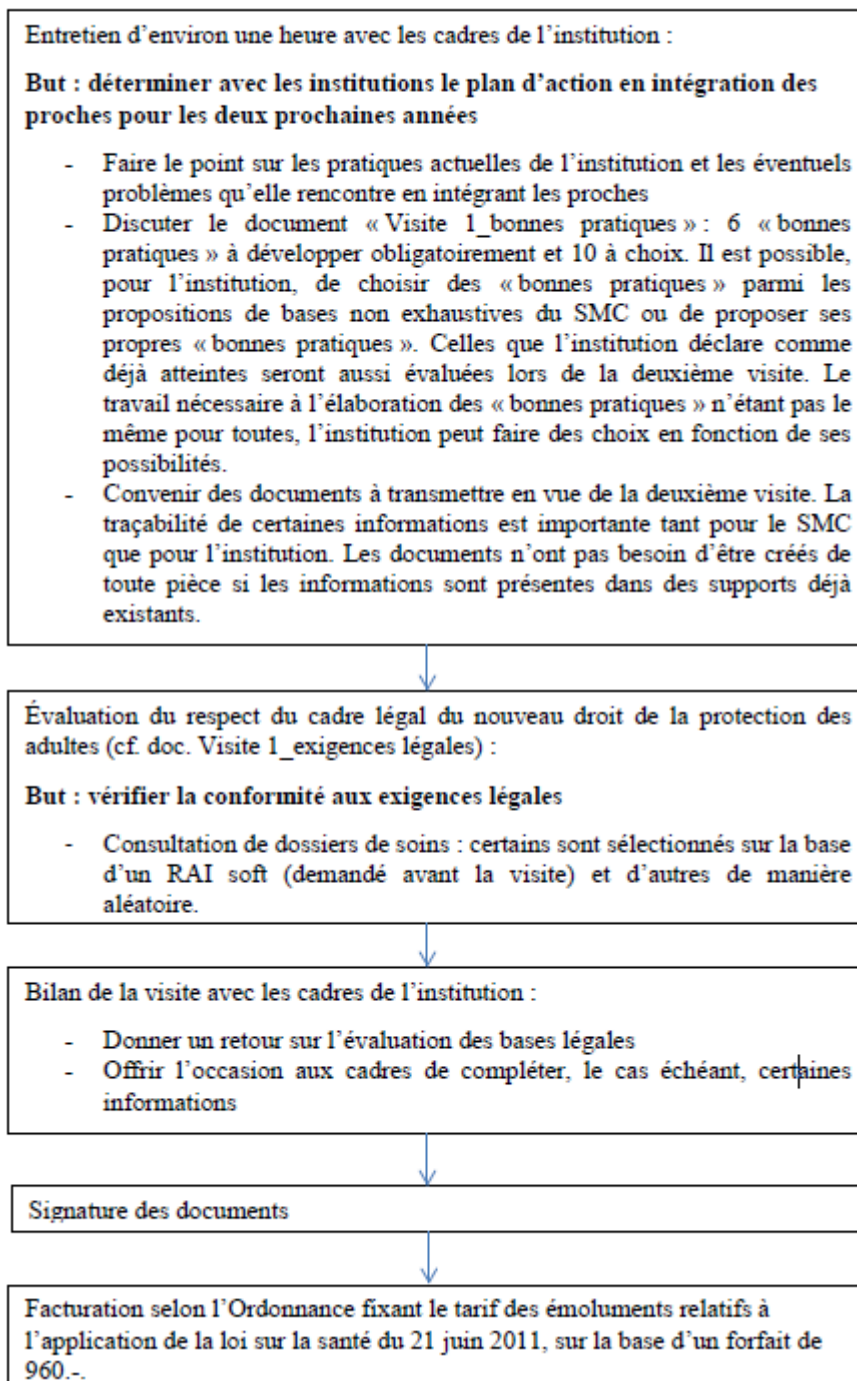 Entretien d'environ une heure avec les cadres de l'institution :
But : déterminer avec les institutions le plan d'action en intégration des
proches pour les deux prochaines années
- Faire le point sur les pratiques actuelles de l'institution et les éventuels
problèmes qu'elle rencontre en intégrant les proches
- Discuter le document « Visite 1_bonnes pratiques » : 6 « bonnes
pratiques » à développer obligatoirement et 10 à choix. Il est possible,
pour l'institution, de choisir des « bonnes pratiques » parmi les
propositions de bases non exhaustives du SMC ou de proposer ses
propres « bonnes pratiques ». Celles que l'institution déclare comme
déjà atteintes seront aussi évaluées lors de la deuxième visite. Le
travail nécessaire à l'élaboration des « bonnes pratiques » n'étant pas le
même pour toutes, l'institution peut faire des choix en fonction de ses
possibilités.
- Convenir des documents à transmettre en vue de la deuxième visite. La
traçabilité de certaines informations est importante tant pour le SMC
que pour l'institution. Les documents n'ont pas besoin d'être créés de
toute pièce si les informations sont présentes dans des supports déjà
existants.
Évaluation du respect du cadre légal du nouveau droit de la protection des
adultes (cf. doc. Visite 1_exigences légales) :
But : vérifier la conformité aux exigences légales
- Consultation de dossiers de soins : certains sont sélectionnés sur la base
d'un RAI soft (demandé avant la visite) et d'autres de manière
aléatoire.
Bilan de la visite avec les cadres de l'institution :
- Donner un retour sur l'évaluation des bases légales
- Offrir l'occasion aux cadres de compléter, le cas échéant, certaines
informations
Signature des documents
Facturation selon l'Ordonnance fixant le tarif des émoluments relatifs à
l'application de la loi sur la santé du 21 juin 2011, sur la base d'un forfait de
960.-.